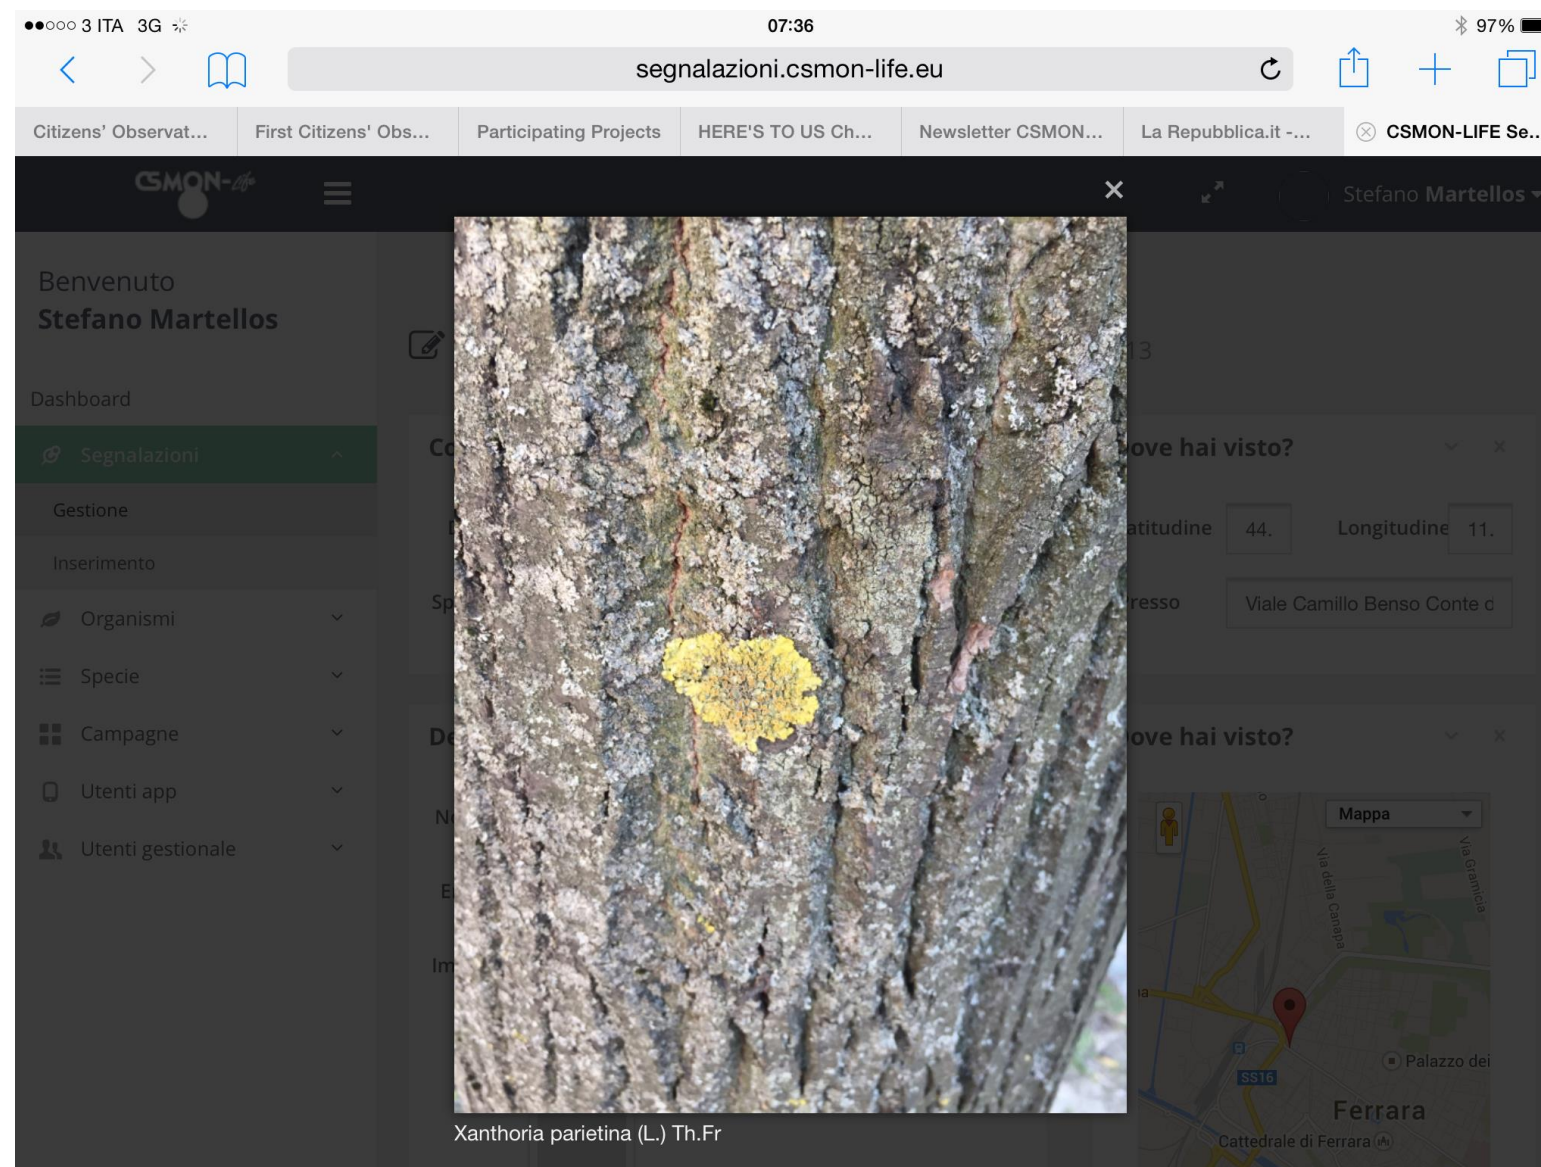 3 ITA 3G 07:36 97%
segnalazioni.csmon-life.eu
Citizens’ Observat... First Citizens' Obs... Participating Projects HERE'S TO US Ch... Newsletter CSMON... La Repubblica.it -... CSMON-LIFE Se...
CSMON-life
Stefano Martellos
Benvenuto
Stefano Martellos
13
Dashboard
Segnalazioni
ove hai visto?
Gestione
atitudine 44. Longitudine 11.
Inserimento
resso Viale Camillo Benso Conte d
Organismi
Specie
Campagne
ove hai visto?
Utenti app
Mappa
Utenti gestionale
Via della Canapa
Via Gramicia
SS16
Palazzo dei
Ferrara
Cattedrale di Ferrara
Xanthoria parietina (L.) Th.Fr